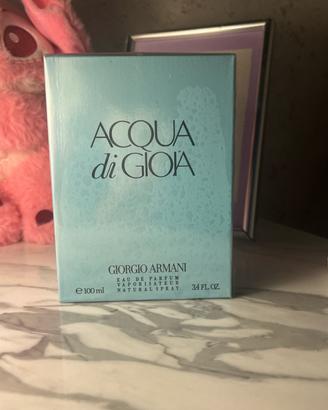 ACQUA
di GIOIA
GIORGIO ARMANI
EAU DE PARFUM
VAPORISATEUR
NATURAL SPRAY
℮ 100 ml 3.4 FL. OZ.